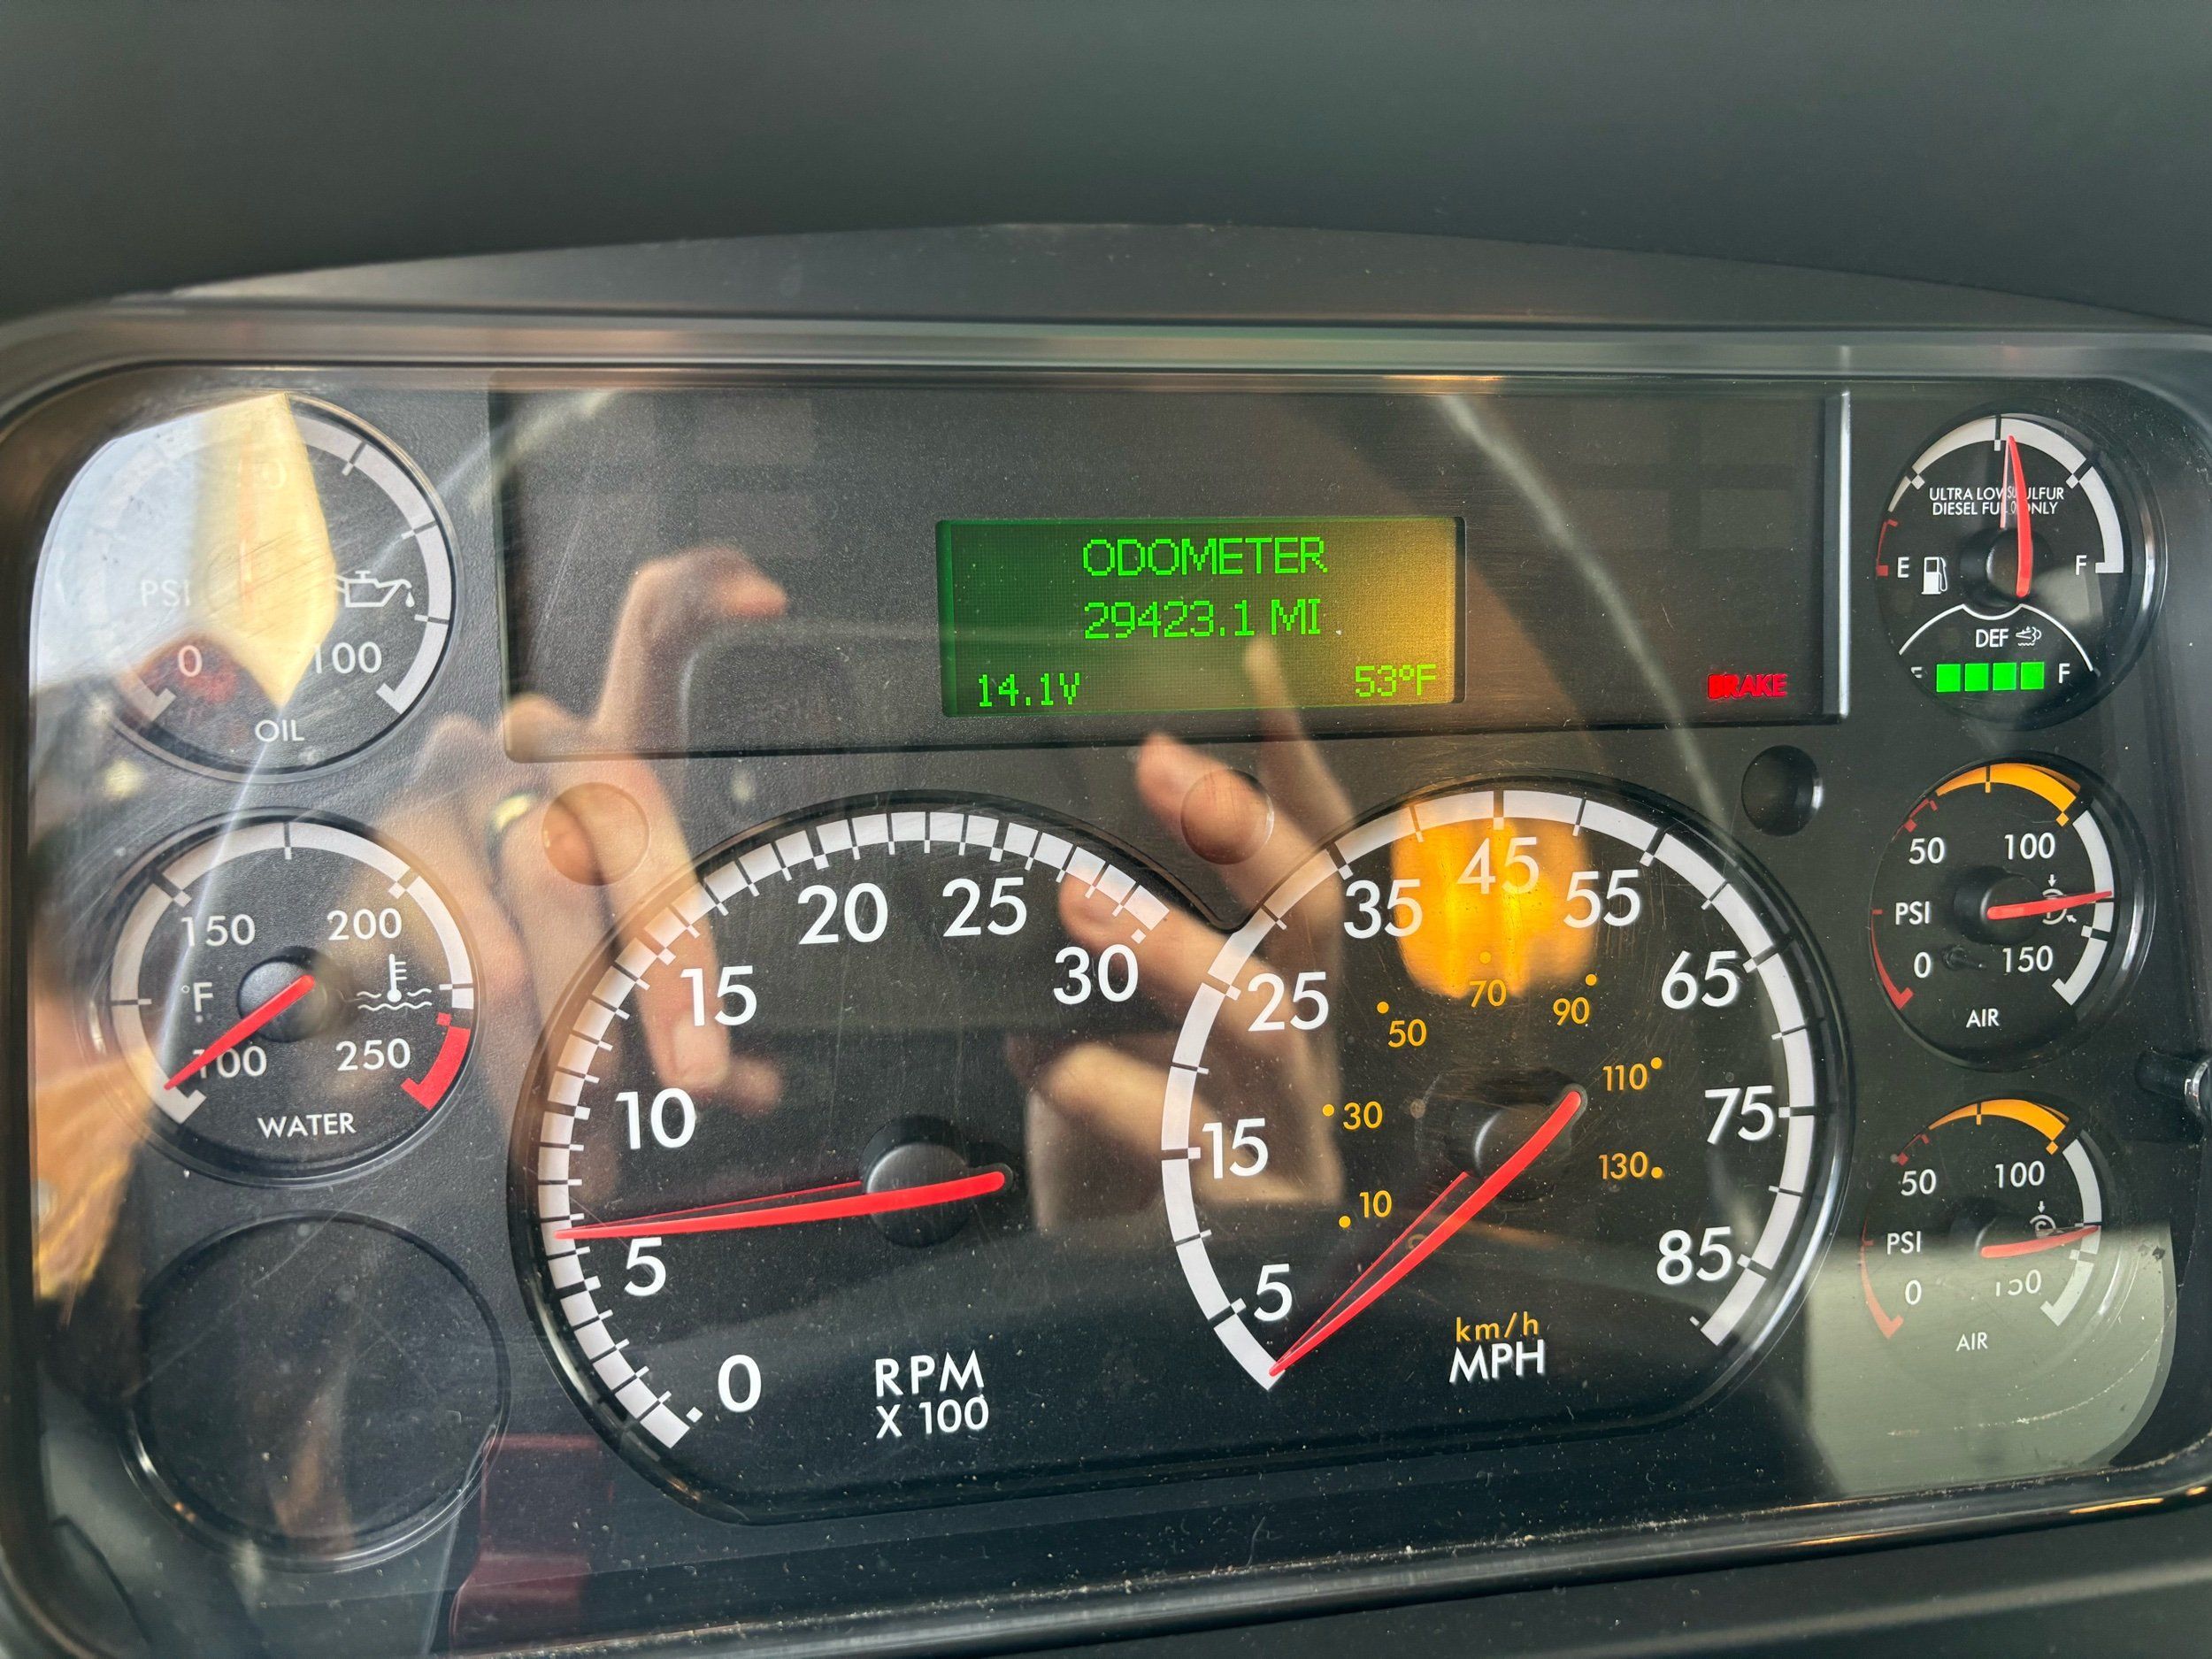 ODOMETER
29423.1 MI
14.1V 53°F
BRAKE
PSI
0 100
OIL
150 200
°F
100 250
WATER
0 5 10 15 20 25 30
RPM
X 100
5 15 25 35 45 55 65 75 85
10 30 50 70 90 110 130
km/h
MPH
ULTRA LOW SULFUR
DIESEL FUEL ONLY
E F
DEF
F
50 100
PSI
0 150
AIR
50 100
PSI
0 150
AIR